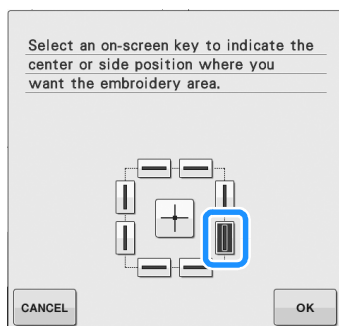 Select an on-screen key to indicate the
center or side position where you
want the embroidery area.
CANCEL
OK